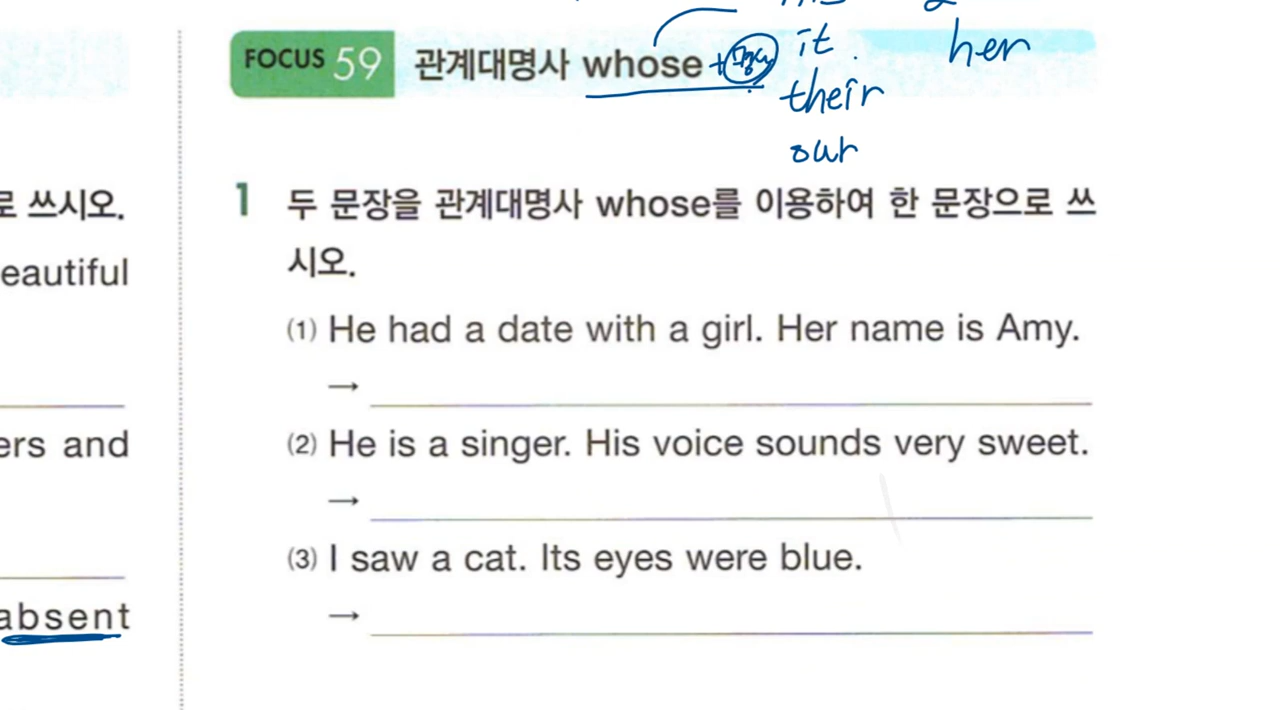 FOCUS 59 관계대명사 whose + 명사
it
her
their
our
로 쓰시오.
eautiful
ers and
absent
1 두 문장을 관계대명사 whose를 이용하여 한 문장으로 쓰
시오.
(1) He had a date with a girl. Her name is Amy.
→
(2) He is a singer. His voice sounds very sweet.
→
(3) I saw a cat. Its eyes were blue.
→